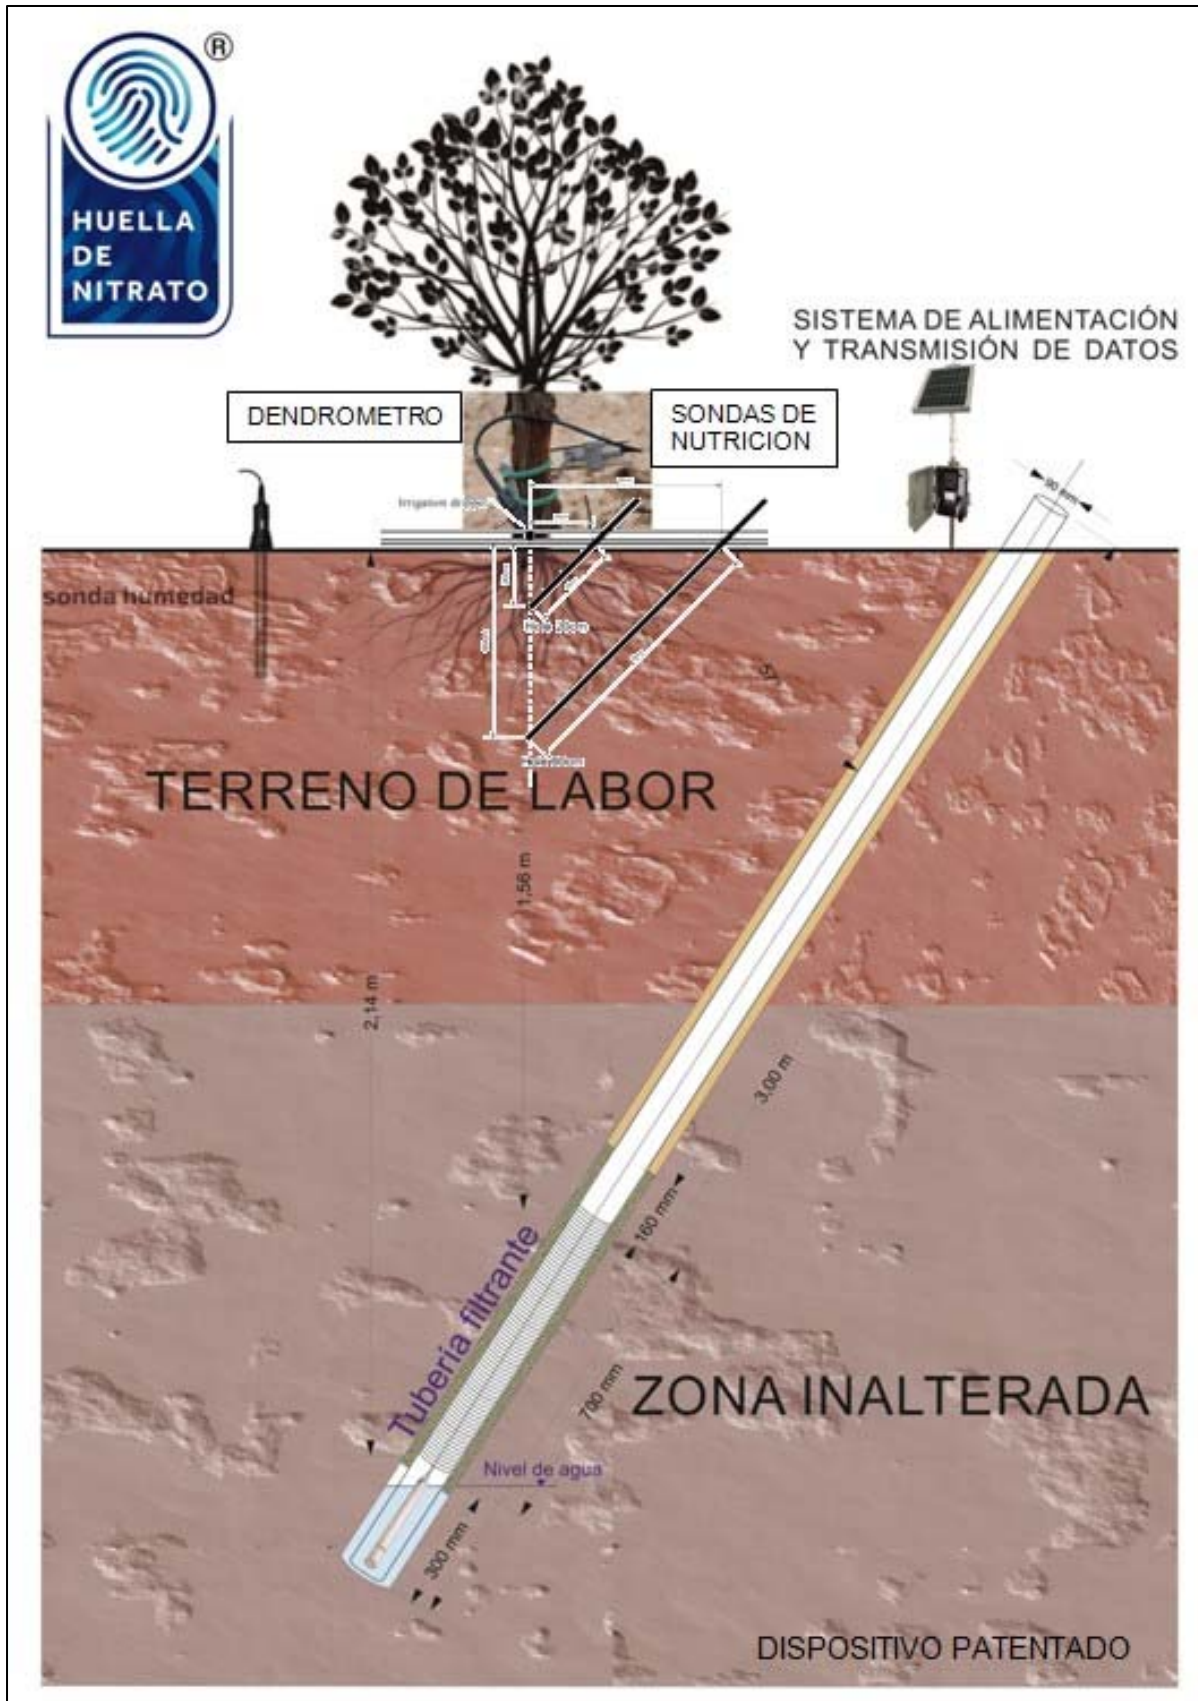 ®
HUELLA
DE
NITRATO
SISTEMA DE ALIMENTACIÓN
Y TRANSMISIÓN DE DATOS
DENDROMETRO
SONDAS DE
NUTRICION
90 mm
sonda humedad
57
TERRENO DE LABOR
1,56 m
2,14 m
3,00 m
160 mm
Tubería filtrante
700 mm
ZONA INALTERADA
Nivel de agua
300 mm
DISPOSITIVO PATENTADO